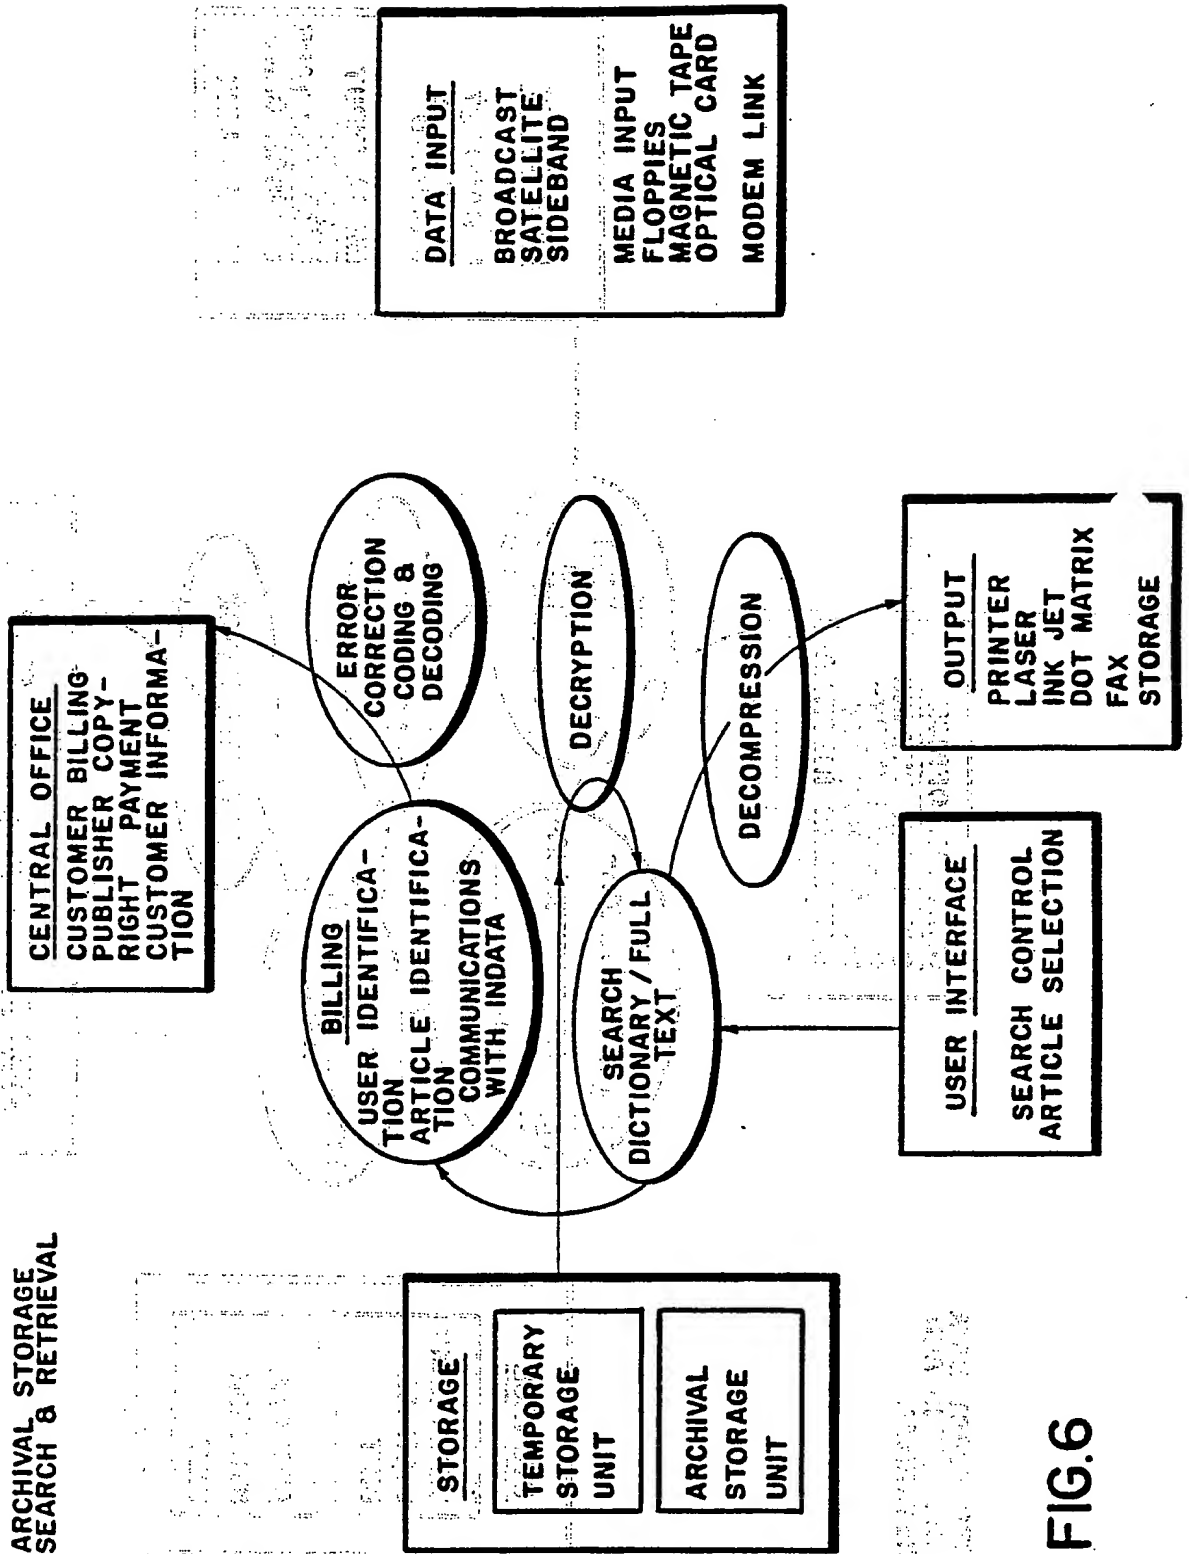 ARCHIVAL STORAGE
SEARCH & RETRIEVAL
CENTRAL OFFICE
CUSTOMER BILLING
PUBLISHER COPY-
RIGHT PAYMENT
CUSTOMER INFORMA-
TION
BILLING
USER IDENTIFICA-
TION
ARTICLE IDENTIFICA-
TION
COMMUNICATIONS
WITH INDATA
ERROR
CORRECTION
CODING &
DECODING
STORAGE
TEMPORARY
STORAGE
UNIT
ARCHIVAL
STORAGE
UNIT
SEARCH
DICTIONARY / FULL
TEXT
DECRYPTION
DECOMPRESSION
DATA INPUT
BROADCAST
SATELLITE
SIDEBAND
MEDIA INPUT
FLOPPIES
MAGNETIC TAPE
OPTICAL CARD
MODEM LINK
USER INTERFACE
SEARCH CONTROL
ARTICLE SELECTION
OUTPUT
PRINTER
LASER
INK JET
DOT MATRIX
FAX
STORAGE
FIG.6